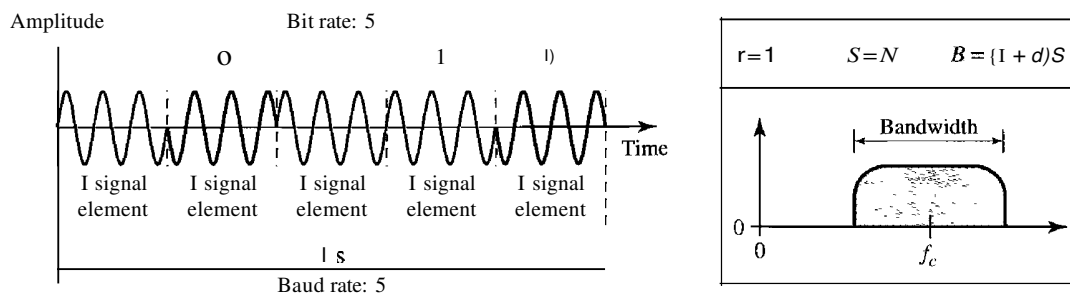 Amplitude
Bit rate: 5
r=1 S=N B={I + d)S
O 1 I)
Bandwidth
Time
I signal element
I signal element
I signal element
I signal element
I signal element
0
0
fc
I s
Baud rate: 5